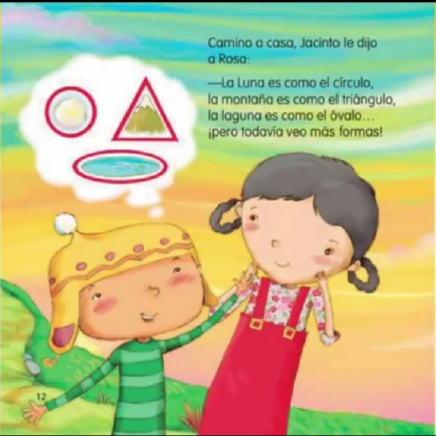 Camino a casa, Jacinto le dijo
a Rosa:
—La Luna es como el círculo,
la montaña es como el triángulo,
la laguna es como el óvalo...
¡pero todavía veo más formas!
12